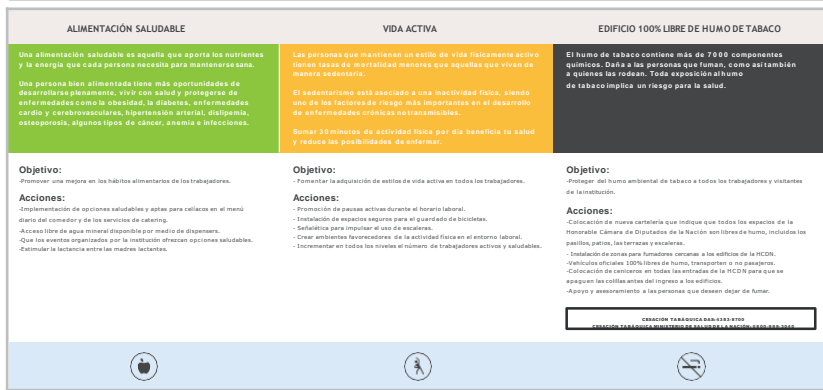 ALIMENTACIÓN SALUDABLE
Una alimentación saludable es aquella que aporta los nutrientes
y la energía que cada persona necesita para mantenerse sana.
Una persona bien alimentada tiene más oportunidades de
desarrollarse plenamente, vivir con salud y protegerse de
enfermedades como la obesidad, la diabetes, enfermedades
cardio y cerebrovasculares, hipertensión arterial, dislipemia,
osteoporosis, algunos tipos de cáncer, anemia e infecciones.
Objetivo:
-Promover una mejora en los hábitos alimentarios de los trabajadores.
Acciones:
-Implementación de opciones saludables y aptas para celíacos en el menú
diario del comedor y de los servicios de catering.
-Acceso libre de agua mineral disponible por medio de dispensers.
-Que los eventos organizados por la institución ofrezcan opciones saludables.
-Estimular la lactancia entre las madres lactantes.
VIDA ACTIVA
Las personas que mantienen un estilo de vida físicamente activo
tienen tasas de mortalidad menores que aquellas que viven de
manera sedentaria.
El sedentarismo está asociado a una inactividad física, siendo
uno de los factores de riesgo más importantes en el desarrollo
de enfermedades crónicas no transmisibles.
Sumar 30 minutos de actividad física por día beneficia tu salud
y reduce las posibilidades de enfermar.
Objetivo:
- Fomentar la adquisición de estilos de vida activa en todos los trabajadores.
Acciones:
- Promoción de pausas activas durante el horario laboral.
- Instalación de espacios seguros para el guardado de bicicletas.
- Señalética para impulsar el uso de escaleras.
- Crear ambientes favorecedores de la actividad física en el entorno laboral.
- Incrementar en todos los niveles al número de trabajadores activos y saludables.
EDIFICIO 100% LIBRE DE HUMO DE TABACO
El humo de tabaco contiene más de 7000 componentes
químicos. Daña a las personas que fuman, como así también
a quienes las rodean. Toda exposición al humo
de tabaco implica un riesgo para la salud.
Objetivo:
-Proteger del humo ambiental de tabaco a todos los trabajadores y visitantes
de la institución.
Acciones:
-Colocación de nueva cartelería que indique que todos los espacios de la
Honorable Cámara de Diputados de la Nación son libres de humo, incluidos los
pasillos, patios, las terrazas y escaleras.
- Instalación de zonas para fumadores cercanas a los edificios de la HCDN.
-Vehículos oficiales 100% libres de humo, transporten o no pasajeros.
-Colocación de ceniceros en todas las entradas de la HCDN para que se
apaguen las colillas antes del ingreso a los edificios.
-Apoyo y asesoramiento a las personas que deseen dejar de fumar.
CESACIÓN TABÁQUICA DAS: 4383-8700
CESACIÓN TABÁQUICA MINISTERIO DE SALUD DE LA NACIÓN: 0800-999-3040